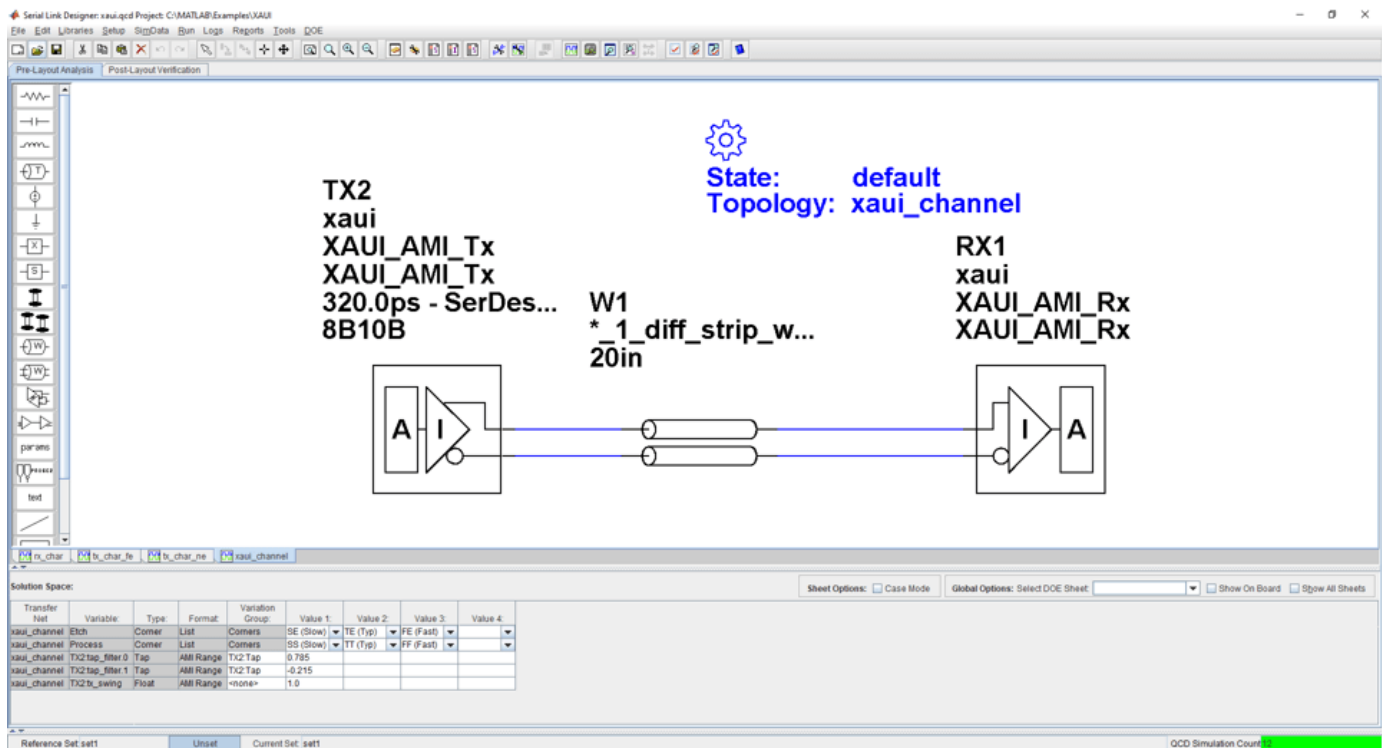 Serial Link Designer: xaui.qcd Project: C:\MATLAB\Examples\XAUI
File Edit Libraries Setup SimData Run Logs Reports Tools DOE
Pre-Layout Analysis Post-Layout Verification
T
X
S
W
W
params
text
State: default
Topology: xaui_channel
TX2
xaui
XAUI_AMI_Tx
XAUI_AMI_Tx
320.0ps - SerDes...
8B10B
W1
*_1_diff_strip_w...
20in
RX1
xaui
XAUI_AMI_Rx
XAUI_AMI_Rx
A I
I A
rx_char tx_char_fe tx_char_ne xaui_channel
Solution Space:
Sheet Options: Case Mode Global Options: Select DOE Sheet: Show On Board Show All Sheets
Transfer Net Variable: Type: Format: Variation Group: Value 1: Value 2: Value 3: Value 4:
xaui_channel Etch Corner List Corners SE (Slow) TE (Typ) FE (Fast)
xaui_channel Process Corner List Corners SS (Slow) TT (Typ) FF (Fast)
xaui_channel TX2:tap_filter.0 Tap AMI Range TX2:Tap 0.785
xaui_channel TX2:tap_filter.1 Tap AMI Range TX2:Tap -0.215
xaui_channel TX2:tx_swing Float AMI Range <none> 1.0
Reference Set: set1 Unset Current Set: set1 QCD Simulation Count: 12